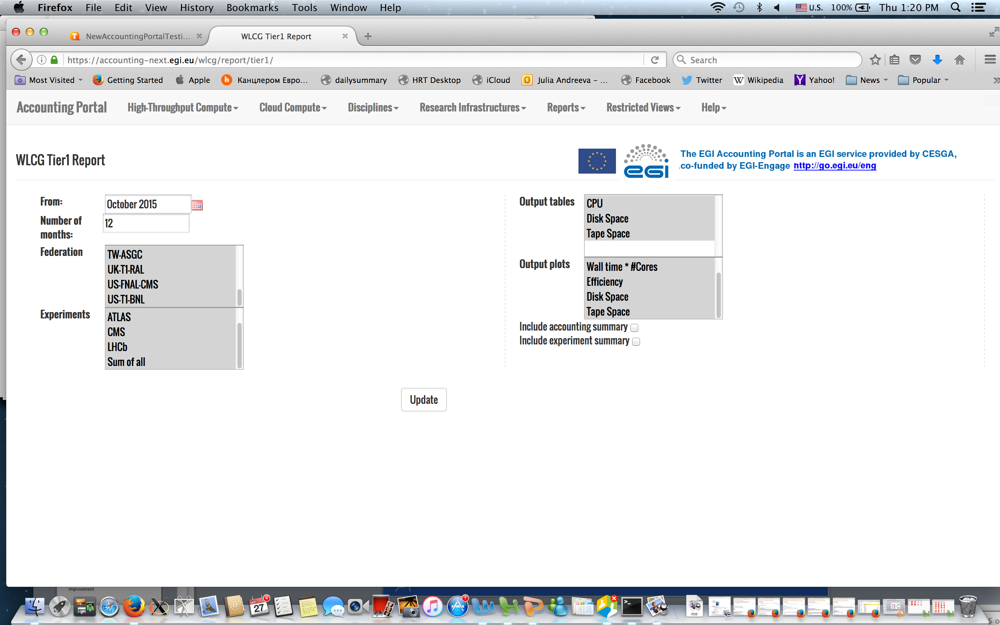 Firefox File Edit View History Bookmarks Tools Window Help U.S. 100% Thu 1:20 PM
NewAccountingPortalTesti... WLCG Tier1 Report
https://accounting-next.egi.eu/wlcg/report/tier1/ Search
Most Visited Getting Started Apple Канцлером Евро... dailysummary HRT Desktop iCloud Julia Andreeva - ... Facebook Twitter Wikipedia Yahoo! News Popular
Accounting Portal High-Throughput Compute Cloud Compute Disciplines Research Infrastructures Reports Restricted Views Help
WLCG Tier1 Report
egi
The EGI Accounting Portal is an EGI service provided by CESGA,
,co-funded by EGI-Engage http://go.egi.eu/eng
From: October 2015
Number of months: 12
Federation
TW-ASGC
UK-T1-RAL
US-FNAL-CMS
US-T1-BNL
Experiments
ATLAS
CMS
LHCb
Sum of all
Output tables
CPU
Disk Space
Tape Space
Output plots
Wall time * #Cores
Efficiency
Disk Space
Tape Space
Include accounting summary
Include experiment summary
Update
improvement
OCT
27
4
1
PDF